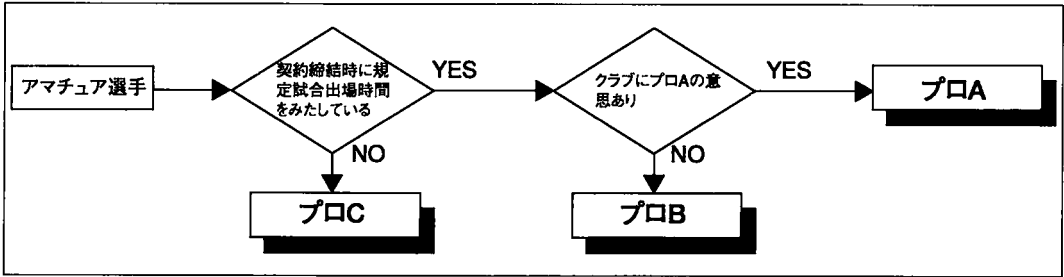 アマチュア選手
契約締結時に規
定試合出場時間
をみたしている
YES
NO
プロC
クラブにプロAの意
思あり
YES
NO
プロB
プロA